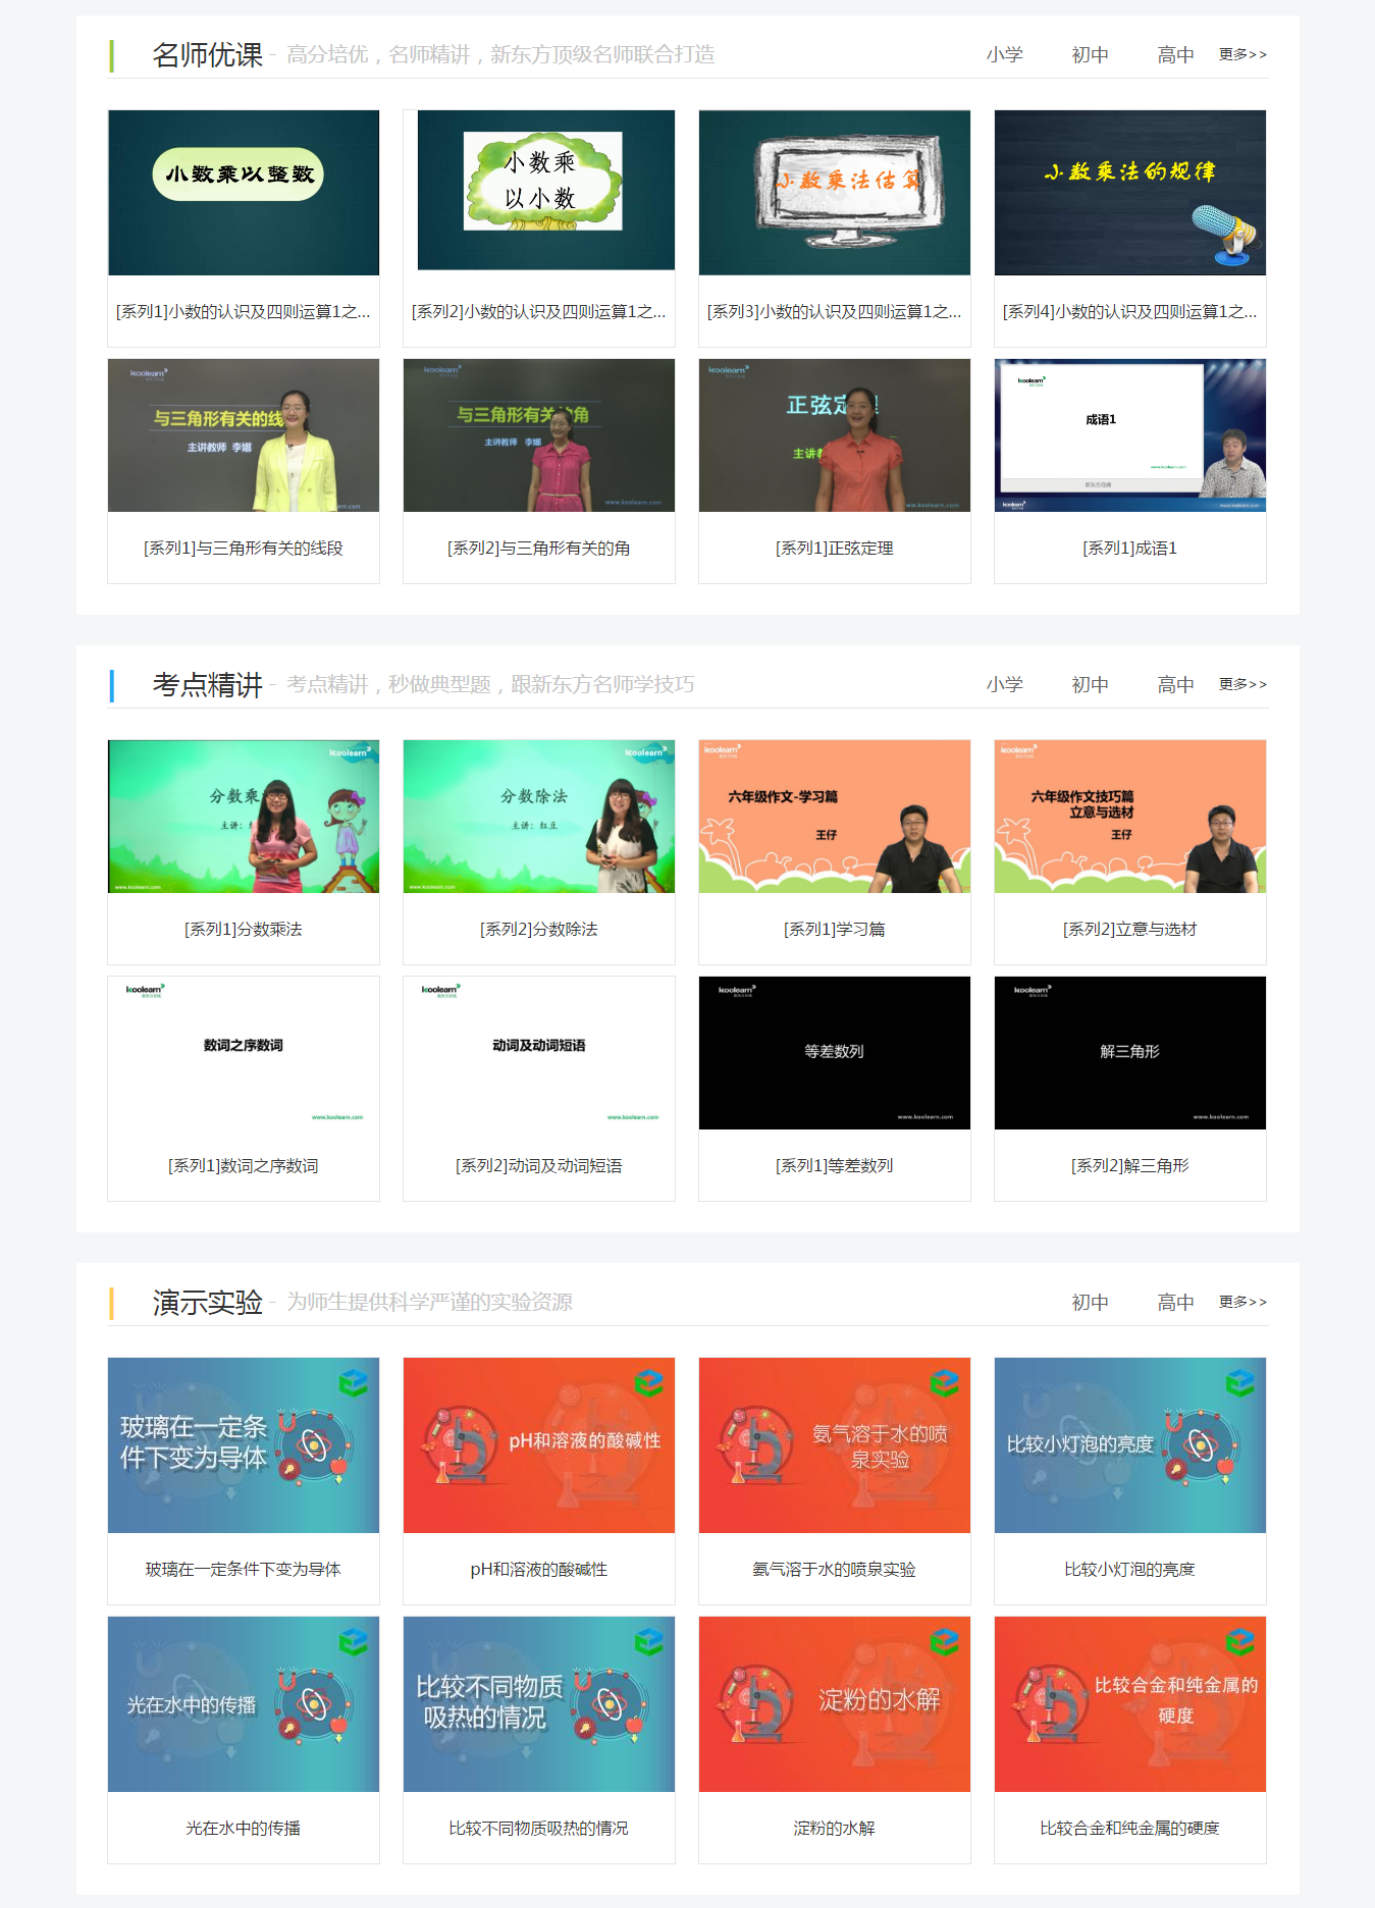 名师优课 - 高分培优，名师精讲，新东方顶级名师联合打造 小学 初中 高中 更多>>
小数乘以整数
小数乘
以小数
小数乘法估算
小数乘法的规律
[系列1]小数的认识及四则运算1之...
[系列2]小数的认识及四则运算1之...
[系列3]小数的认识及四则运算1之...
[系列4]小数的认识及四则运算1之...
koolearn
与三角形有关的线
主讲教师 李娜
koolearn
与三角形有关的角
主讲教师 李娜
www.koolearn.com
koolearn
正弦定理
主讲
成语1
www.koolearn.com
[系列1]与三角形有关的线段
[系列2]与三角形有关的角
[系列1]正弦定理
[系列1]成语1
考点精讲 - 考点精讲，秒做典型题，跟新东方名师学技巧 小学 初中 高中 更多>>
koolearn
分数乘
主讲：
www.koolearn.com
koolearn
分数除法
主讲：红庄
www.koolearn.com
koolearn
六年级作文-学习篇
王仔
koolearn
六年级作文技巧篇
立意与选材
王仔
[系列1]分数乘法
[系列2]分数除法
[系列1]学习篇
[系列2]立意与选材
koolearn
数词之序数词
www.koolearn.com
koolearn
动词及动词短语
www.koolearn.com
koolearn
等差数列
www.koolearn.com
koolearn
解三角形
www.koolearn.com
[系列1]数词之序数词
[系列2]动词及动词短语
[系列1]等差数列
[系列2]解三角形
演示实验 - 为师生提供科学严谨的实验资源 初中 高中 更多>>
玻璃在一定条
件下变为导体
pH和溶液的酸碱性
氨气溶于水的喷
泉实验
比较小灯泡的亮度
玻璃在一定条件下变为导体
pH和溶液的酸碱性
氨气溶于水的喷泉实验
比较小灯泡的亮度
光在水中的传播
比较不同物质
吸热的情况
淀粉的水解
比较合金和纯金属的
硬度
光在水中的传播
比较不同物质吸热的情况
淀粉的水解
比较合金和纯金属的硬度